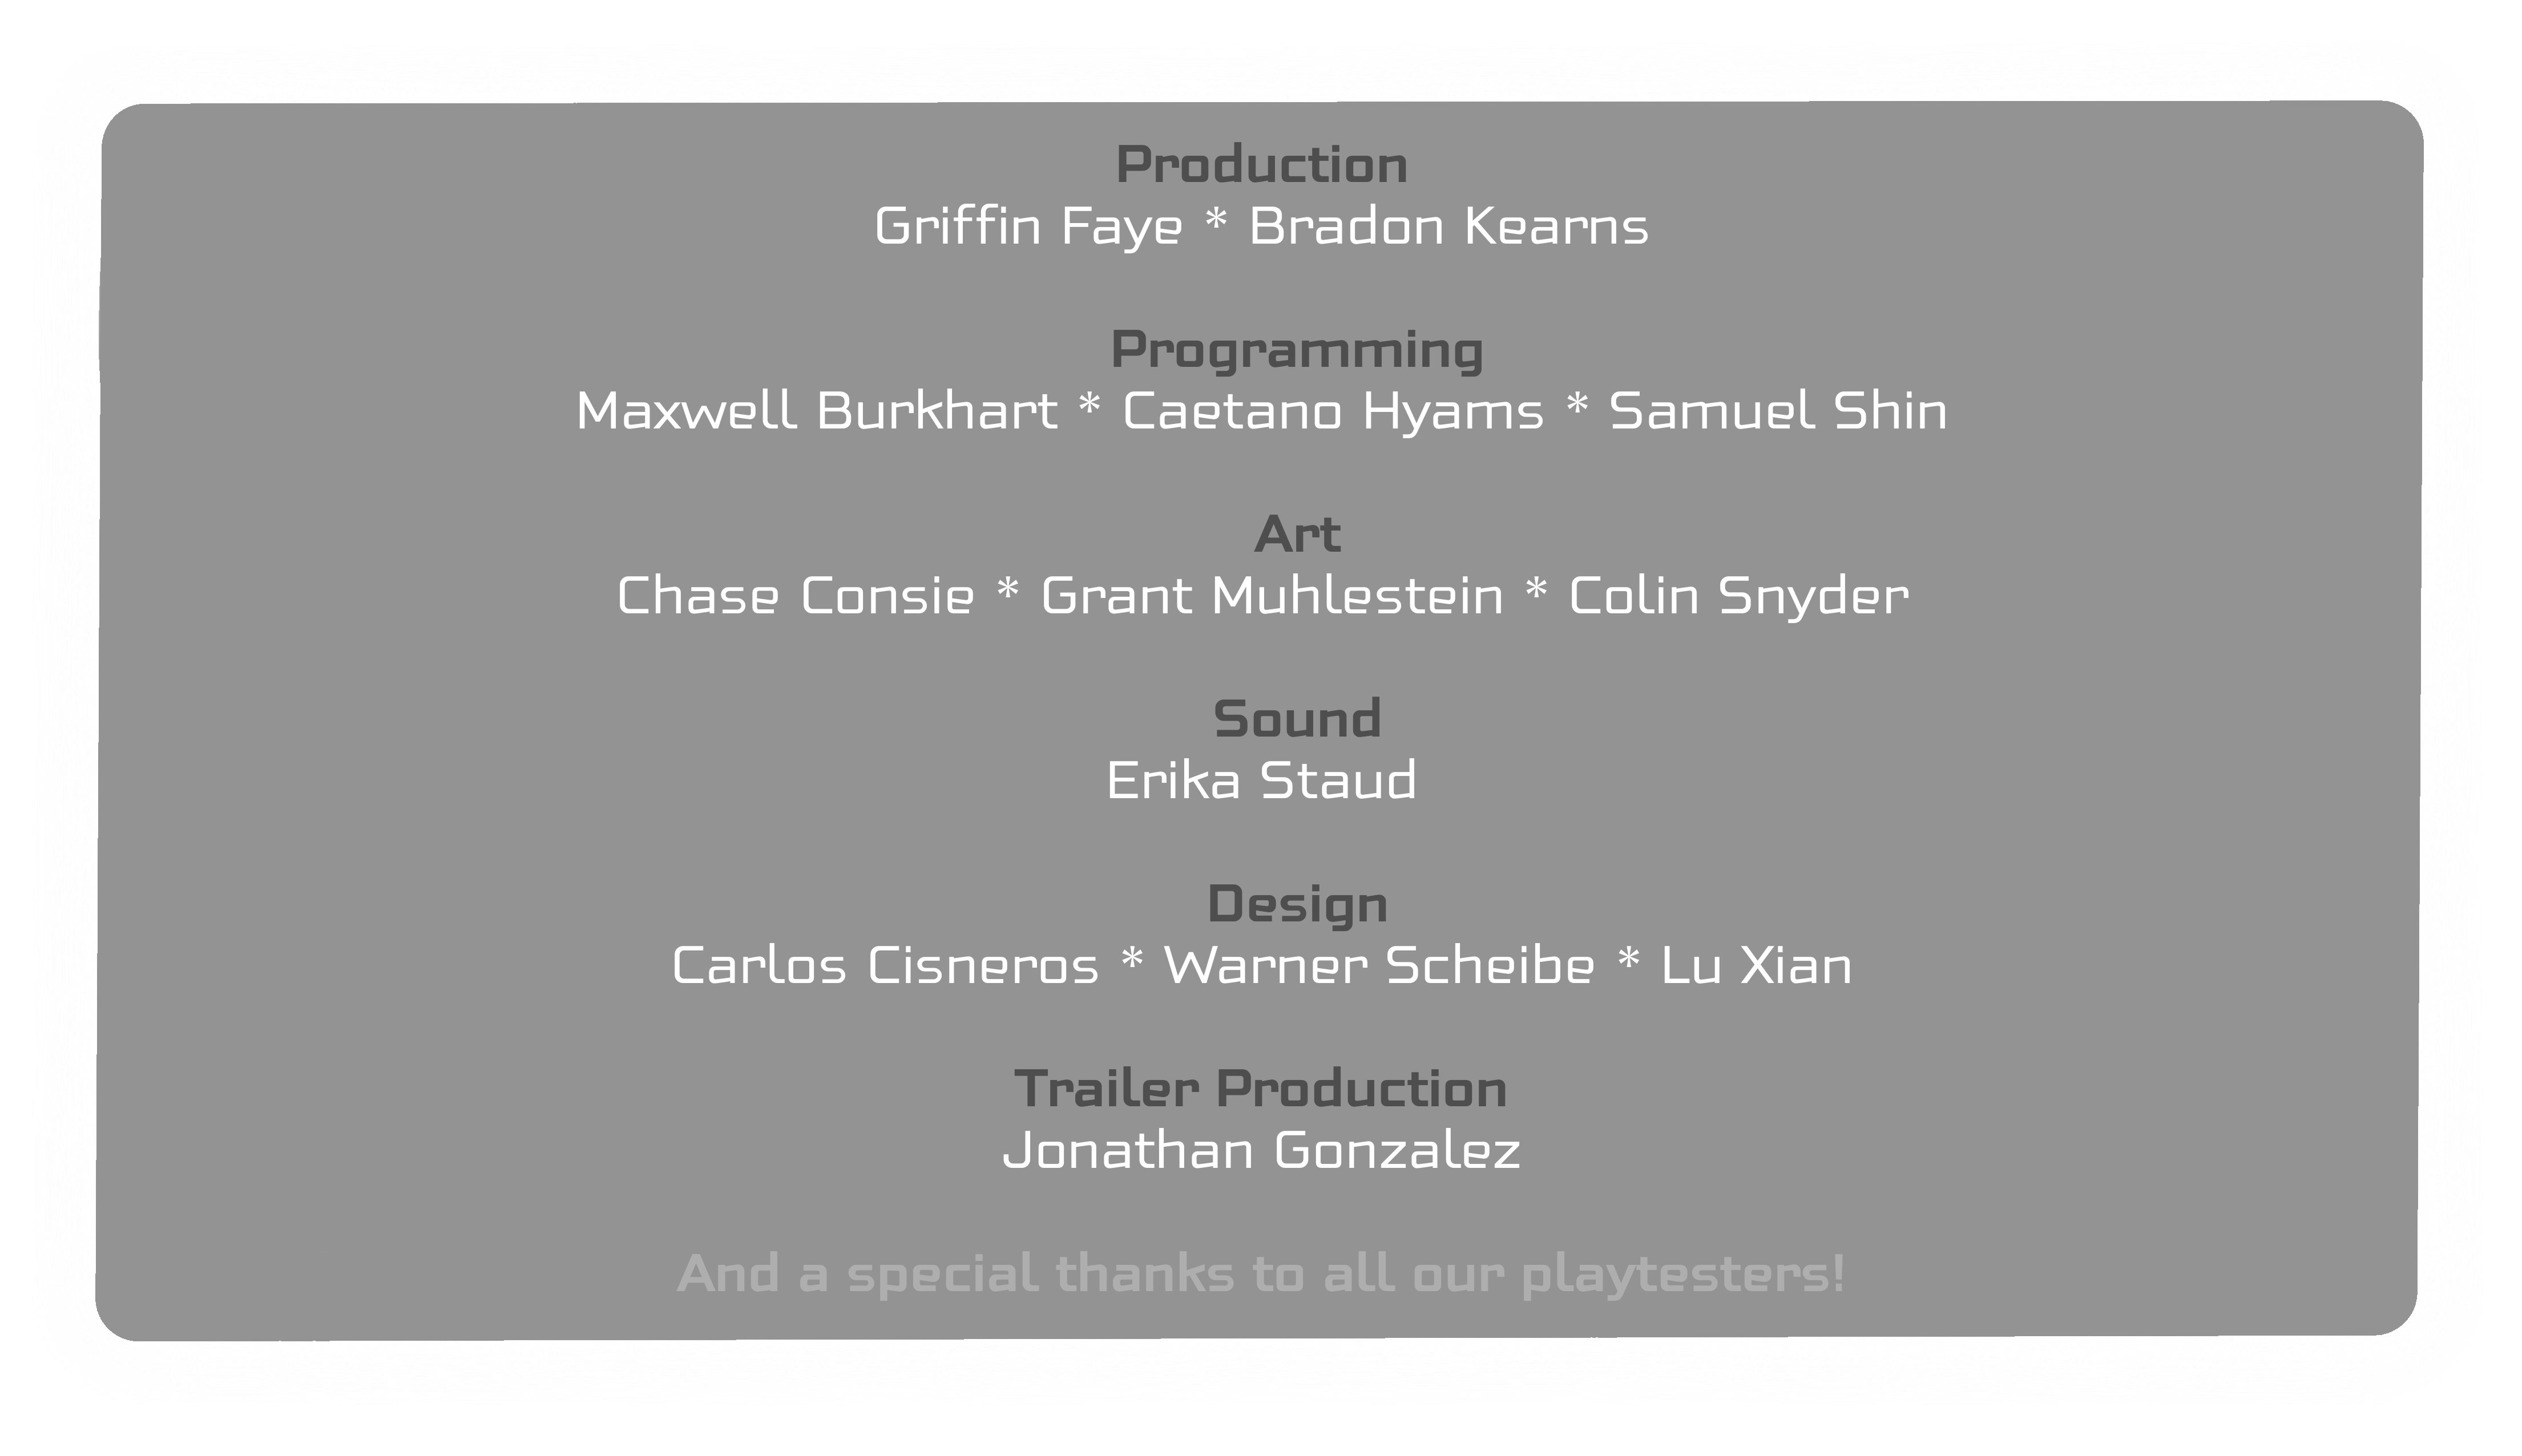 Production
Griffin Faye * Bradon Kearns
Programming
Maxwell Burkhart * Caetano Hyams * Samuel Shin
Art
Chase Consie * Grant Muhlestein * Colin Snyder
Sound
Erika Staud
Design
Carlos Cisneros * Warner Scheibe * Lu Xian
Trailer Production
Jonathan Gonzalez
And a special thanks to all our playtesters!